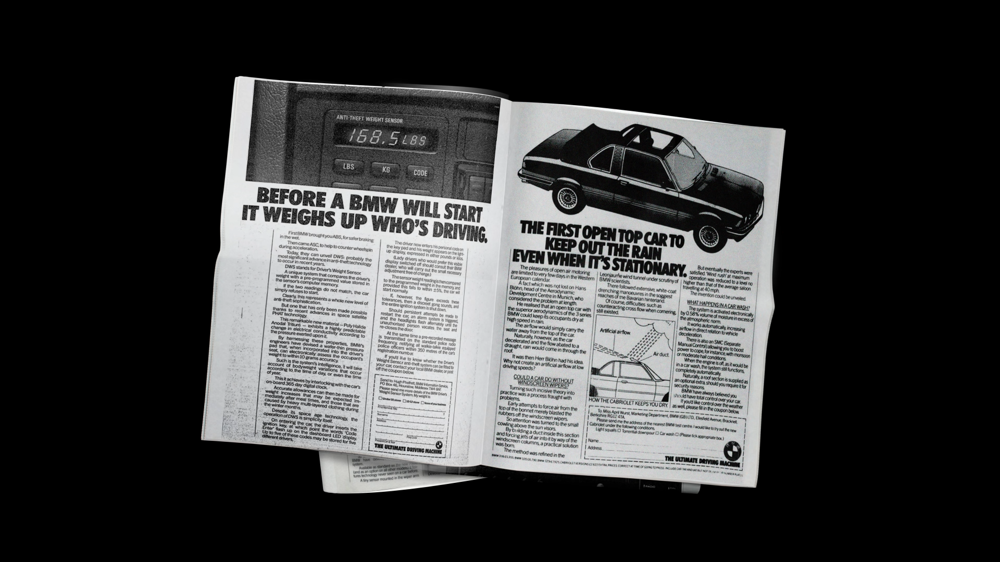 ANTI-THEFT WEIGHT SENSOR
168.5 LBS
LBS
KG
CODE
BEFORE A BMW WILL START
IT WEIGHS UP WHO'S DRIVING.
First BMW brought you ABS, for safer braking
in the wet.
Then came ASC, to help to counter wheelspin
during acceleration.
Today, they can unveil DWS: probably the
most significant advance in anti-theft technology
to occur in recent years.
DWS stands for Driver's Weight Sensor.
A unique system that compares the driver's
weight with a pre-programmed value stored in
the sensor's computer memory.
If the two readings do not match, the car
simply refuses to start.
Clearly, this represents a whole new level of
anti-theft sophistication.
But one that has only been made possible
thanks to recent advances in space satellite
PHAT technology.
This remarkable new material – Poly Halide
Anodal Tritium – exhibits a highly predictable
change in electrical conductivity according to
the pressure exerted upon it.
By harnessing these properties, BMW's
engineers have devised a wafer-thin pressure
pad that, when incorporated into the driver's
seat, can electronically assess the occupant's
weight to within 10 grams accuracy.
Such is the system's intelligence, it will take
account of bodyweight variations that occur
according to the time of day, or even the time
of year.
This it achieves by interlocking with the car's
on-board 365 day digital clock.
Accurate allowances can then be made for
weight increases that may be expected im-
mediately after meal times, and those that are
caused by heavy multi-layered clothing during
the winter months.
Despite its space age technology, the
operation of DWS is simplicity itself.
On entering the car, the driver inserts the
ignition key, at which point the words 'Code
Enter' flash up on the dashboard LED display.
Up to five of these codes may be stored for five
different drivers.
The driver now enters his personal code on
the key pad and his weight appears on the light-
up display, expressed in either pounds or kilos.
(Lady drivers who would prefer this visible
display switched off should consult their BMW
dealer, who will carry out the small necessary
adjustment free of charge.)
The sensor weight reading is then compared
to the programmed weight in the memory, and
provided this falls to within ±5%, the car will
start normally.
If, however, the figure exceeds these
tolerances, then a discreet gong sounds, and
the entire ignition system is shut down.
Should persistent attempts be made to
restart the car, an alarm system is triggered,
and the headlights flash alternately until the
unauthorised person vacates the seat and
re-closes the door.
At the same time a pre-recorded message
is transmitted on the standard police radio
frequency, notifying all walkie-talkie equipped
police officers within 350 metres of the car's
registration number.
If you'd like to know whether the Driver's
Weight Sensor anti-theft system can be fitted to
your car, contact your local BMW dealer, or post
off the coupon below.
Send to: Hugh Phelfrett, BMW Information Service,
PO Box 46, Hounslow, Middlesex TW4 6NF.
Please send me more details of the BMW Driver's
Weight Sensor System. My weight is
Under 10 stone 10-12 stone None of your business
First Name & Title
Surname
Address
Post Code
Present Car & Year
THE ULTIMATE DRIVING MACHINE
THE FIRST OPEN TOP CAR TO
KEEP OUT THE RAIN
EVEN WHEN IT'S STATIONARY.
The pleasures of open air motoring
are limited to very few days in the Western
European calendar.
A fact which was not lost on Hans
Blöhn, head of the Aerodynamic
Development Centre in Munich, who
considered the problem at length.
He realised that an open top car with
the superior aerodynamics of the 3 series
BMW could keep its occupants dry at
high speed in rain.
The airflow would simply carry the
water away from the top of the car.
Naturally, however, as the car
decelerated and the flow abated to a
draught, rain would come in through the
roof.
It was then Herr Blöhn had his idea.
Why not create an artificial airflow at low
driving speeds?
COULD A CAR DO WITHOUT
WINDSCREEN WIPERS?
Turning such incisive theory into
practice was a process fraught with
problems.
Early attempts to force air from the
top of the bonnet merely blasted the
rubbers off the windscreen wipers.
So attention was turned to the small
cowling above the sun visors.
By building a duct inside this section
and forcing jets of air into it by way of the
windscreen columns, a practical solution
was born.
The method was refined in the
Leonjaume wind tunnel under scrutiny of
BMW scientists.
There followed extensive, white-coat
drenching manoeuvres in the soggiest
reaches of the Bavarian hinterland.
Of course, difficulties such as
counteracting cross flow when cornering,
still existed.
Artificial airflow.
Air duct.
HOW THE CABRIOLET KEEPS YOU DRY.
But eventually the experts were
satisfied. 'Wind rush' at maximum
operation was reduced to a level no
higher than that of the average saloon
travelling at 40 mph.
The invention could be unveiled.
WHAT HAPPENS IN A CAR WASH?
The system is activated electronically
by 0.58% volume of moisture in excess of
the atmospheric norm.
It works automatically, increasing
airflow in direct relation to vehicle
deceleration.
There is also an SMC (Separate
Manual Control) allowing you to boost
power to cope, for instance, with monsoon
or moderate hail conditions.
When the engine is off, as it would be
in a car wash, the system still functions,
completely automatically.
Naturally, a roof section is supplied as
an optional extra, should you require it for
security reasons.
BMW have always believed you
should have total control over your car.
If you'd like control over the weather
as well, please fill in the coupon below.
To: Miss April Wurst, Marketing Department, BMW (GB) LTD, Ellesfield Avenue, Bracknell,
Berkshire RG12 4TA.
Please send me the address of the nearest BMW test centre. I would like to try out the new
Cabriolet under the following conditions.
Light squalls Torrential downpour Car wash (Please tick appropriate box.)
Name
Address
THE ULTIMATE DRIVING MACHINE
BMW 316 £5,355, BMW 320 £6,790, BMW 323i £7,925, CABRIOLET VERSIONS £2,622 EXTRA. PRICES CORRECT AT TIME OF GOING TO PRESS. INCLUDE CAR TAX AND VAT BUT NOT DELIVERY OR NUMBER PLATES
BMW have
system.
Available as standard on the new
(and as an option on all other models) a
tures technology never seen on a car before.
A tiny sensor mounted in the wiper arm
RADIO